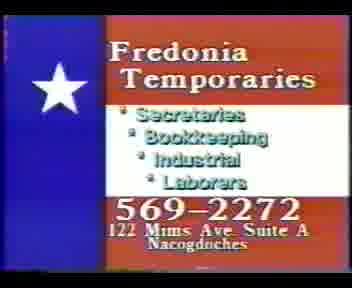 Fredonia
Temporaries
* Secretaries
* Bookkeeping
* Industrial
* Laborers
569-2272
122 Mims Ave Suite A
Nacogdoches